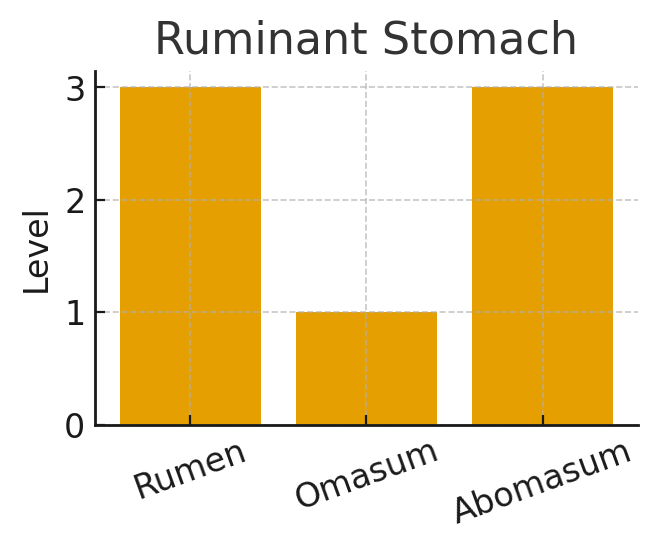 Ruminant Stomach
Level
3
2
1
0
Rumen
Omasum
Abomasum